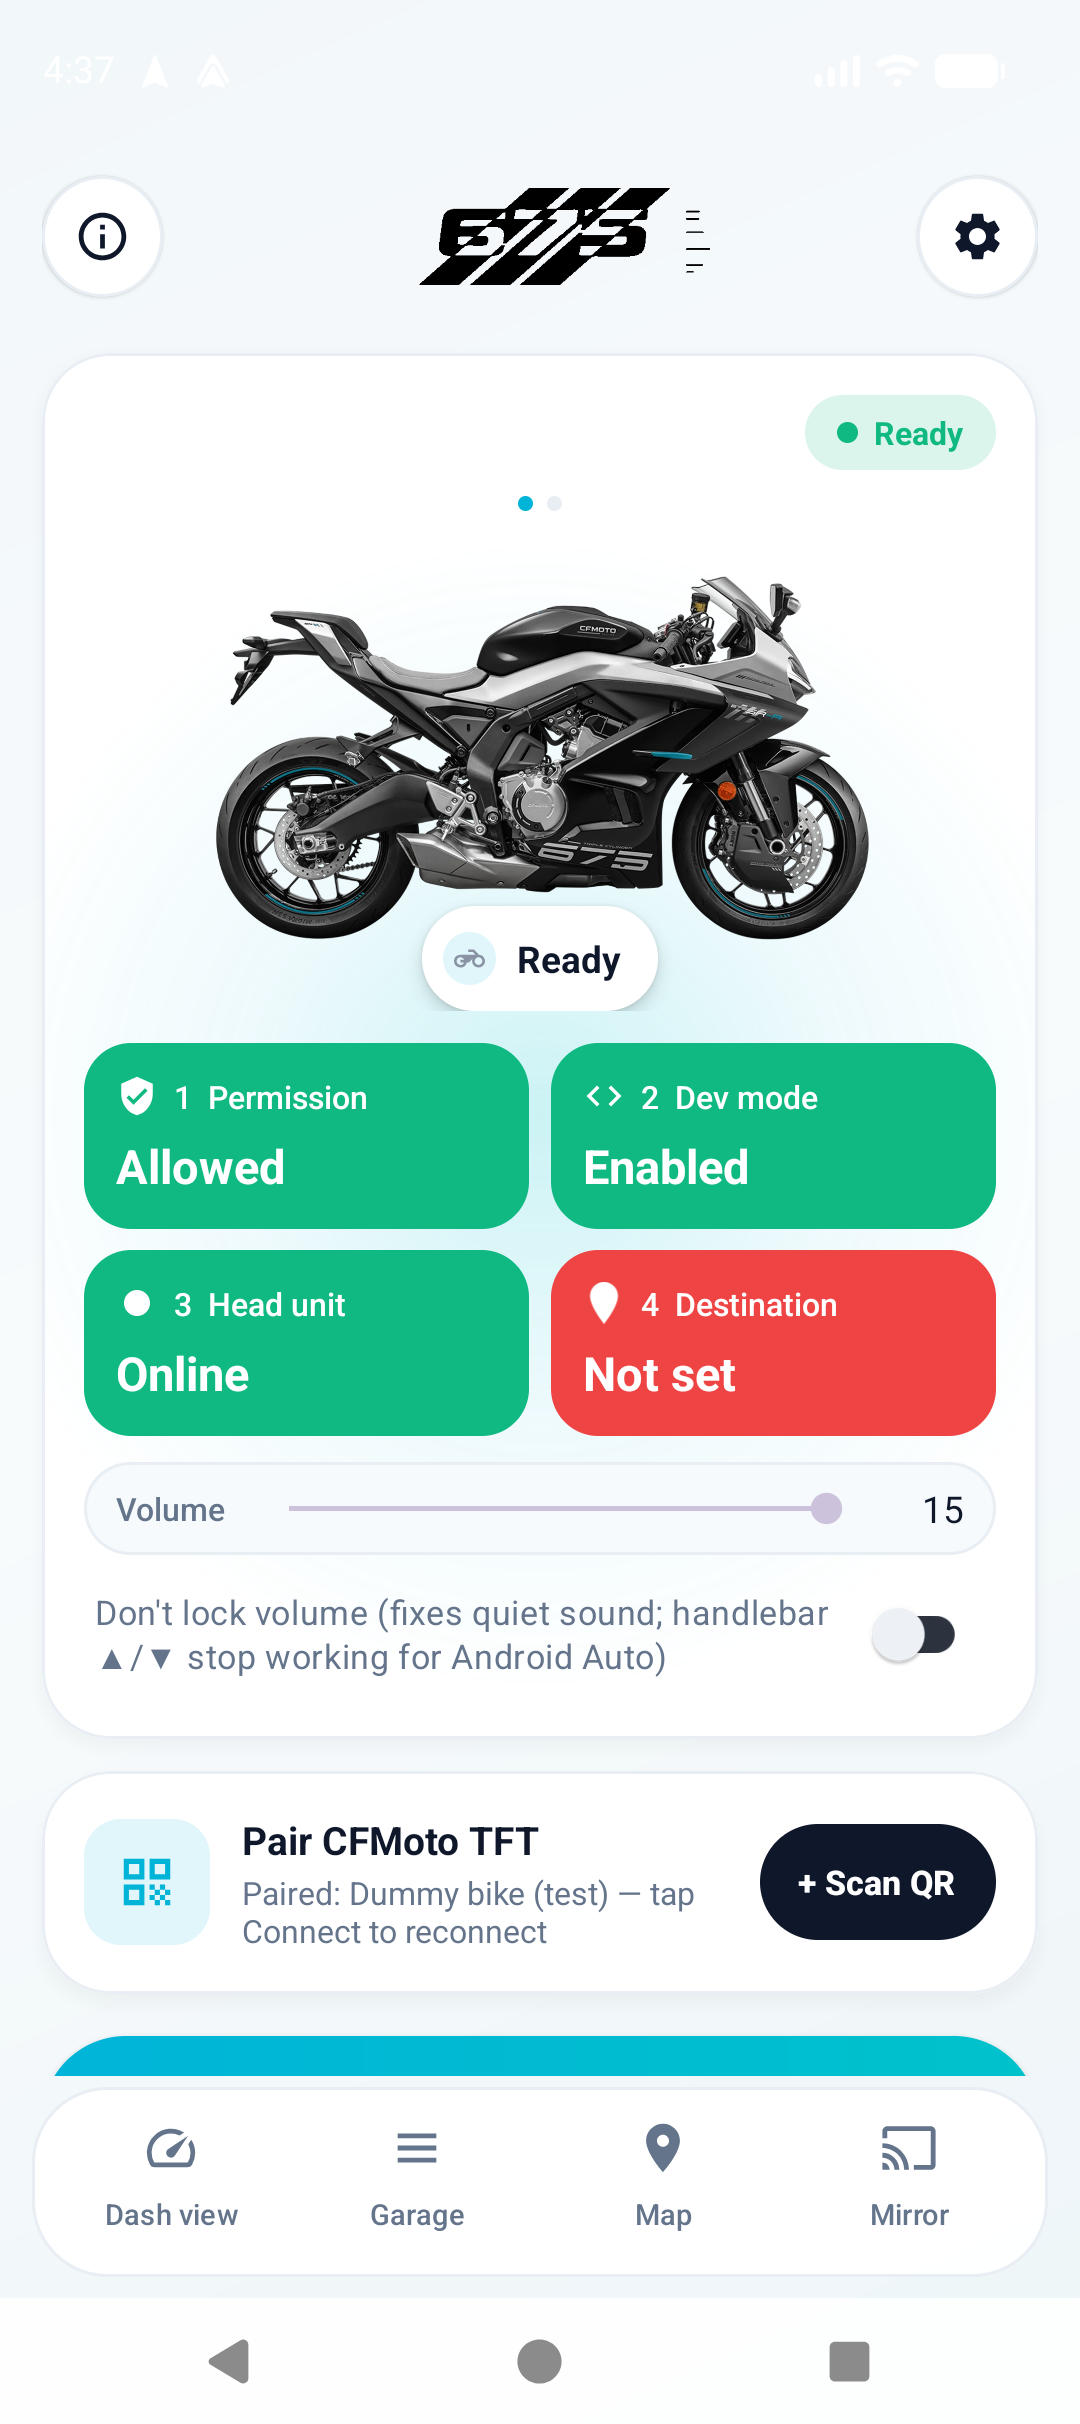 4:37
675
Ready
CFMOTO
675
Ready
1 Permission
Allowed
2 Dev mode
Enabled
3 Head unit
Online
4 Destination
Not set
Volume
15
Don't lock volume (fixes quiet sound; handlebar
▲/▼ stop working for Android Auto)
Pair CFMoto TFT
Paired: Dummy bike (test) — tap
Connect to reconnect
+ Scan QR
Dash view
Garage
Map
Mirror